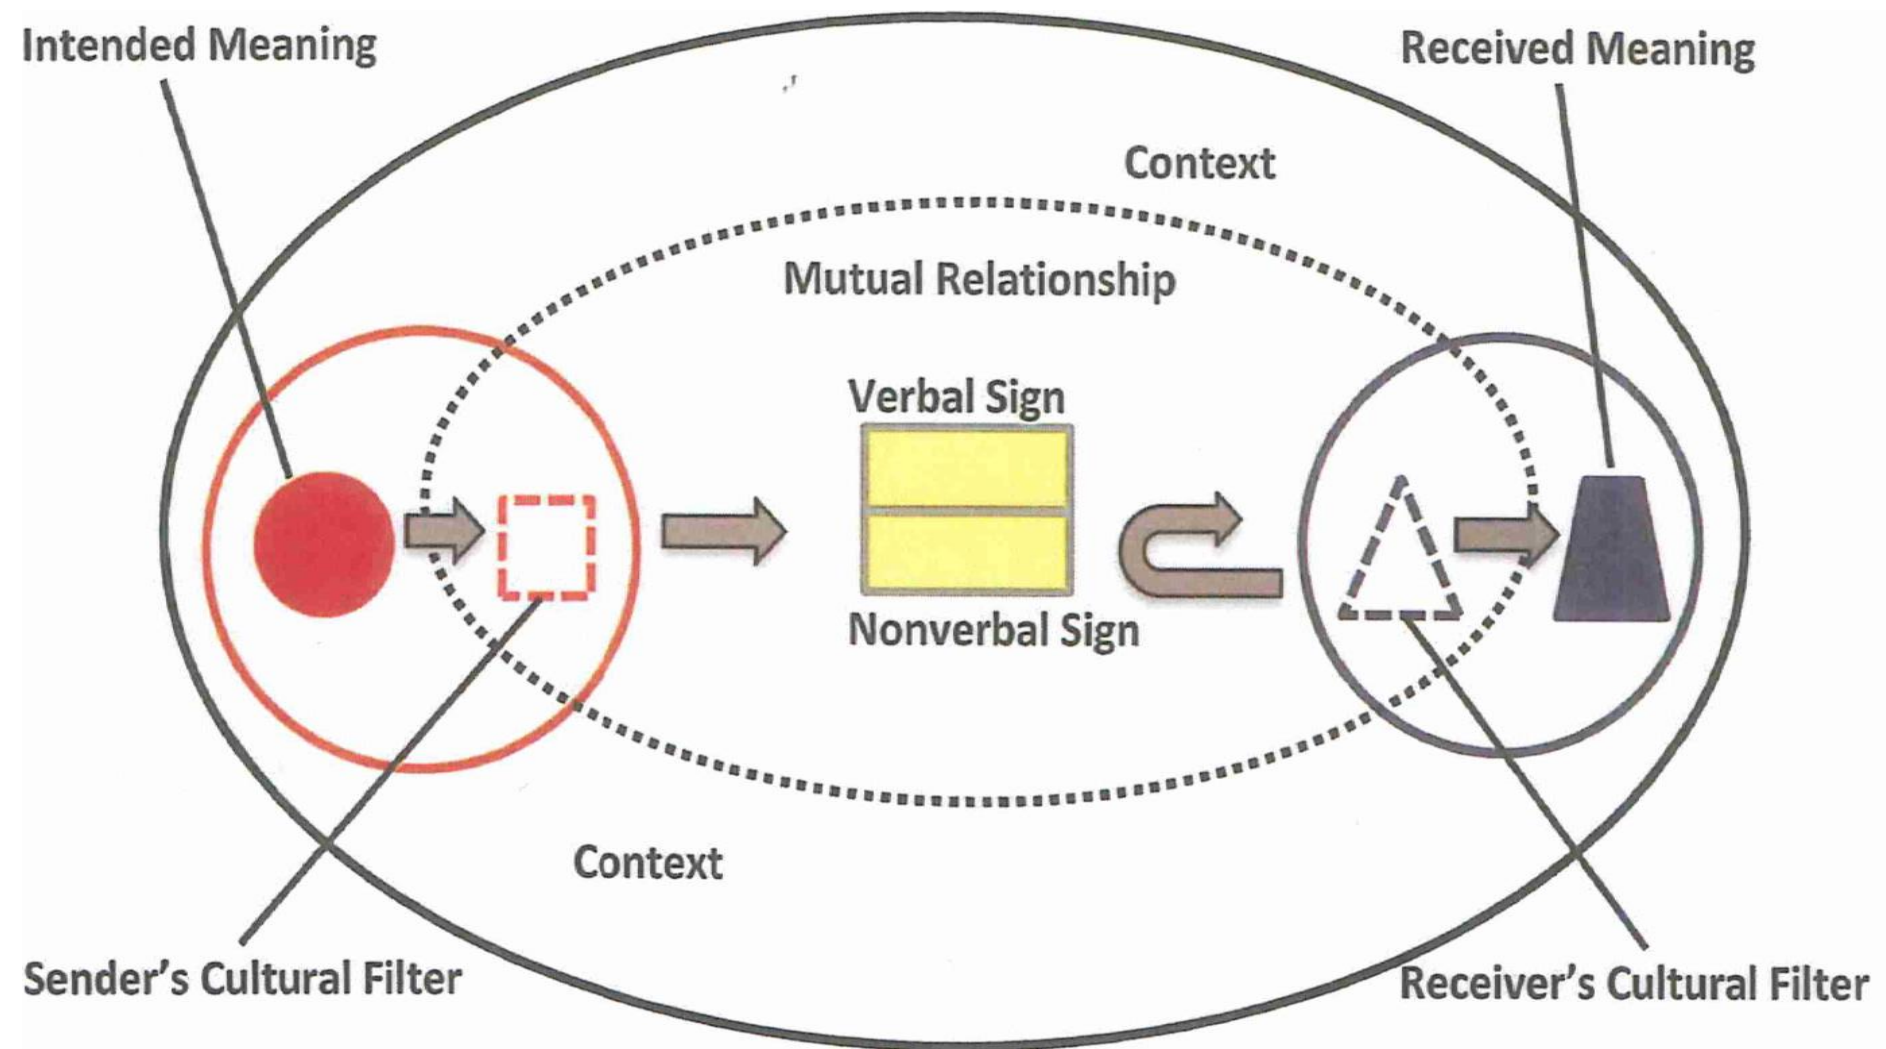 Intended Meaning
Received Meaning
Context
Mutual Relationship
Verbal Sign
Nonverbal Sign
Context
Sender's Cultural Filter
Receiver's Cultural Filter